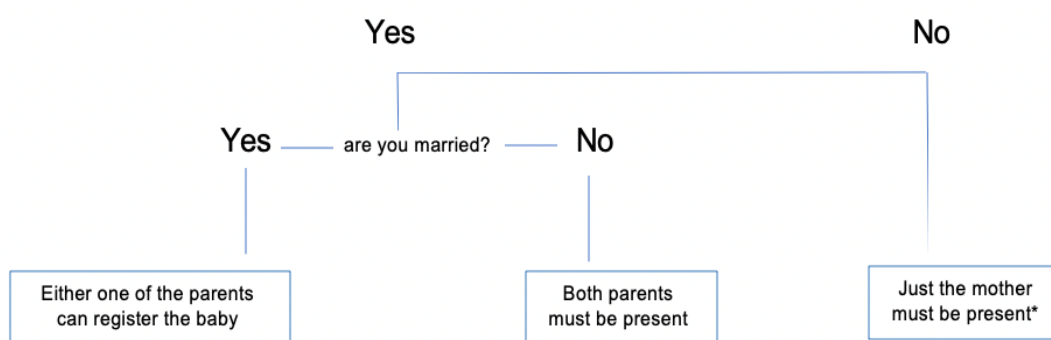 Yes No
Yes are you married? No
Either one of the parents
can register the baby
Both parents
must be present
Just the mother
must be present*